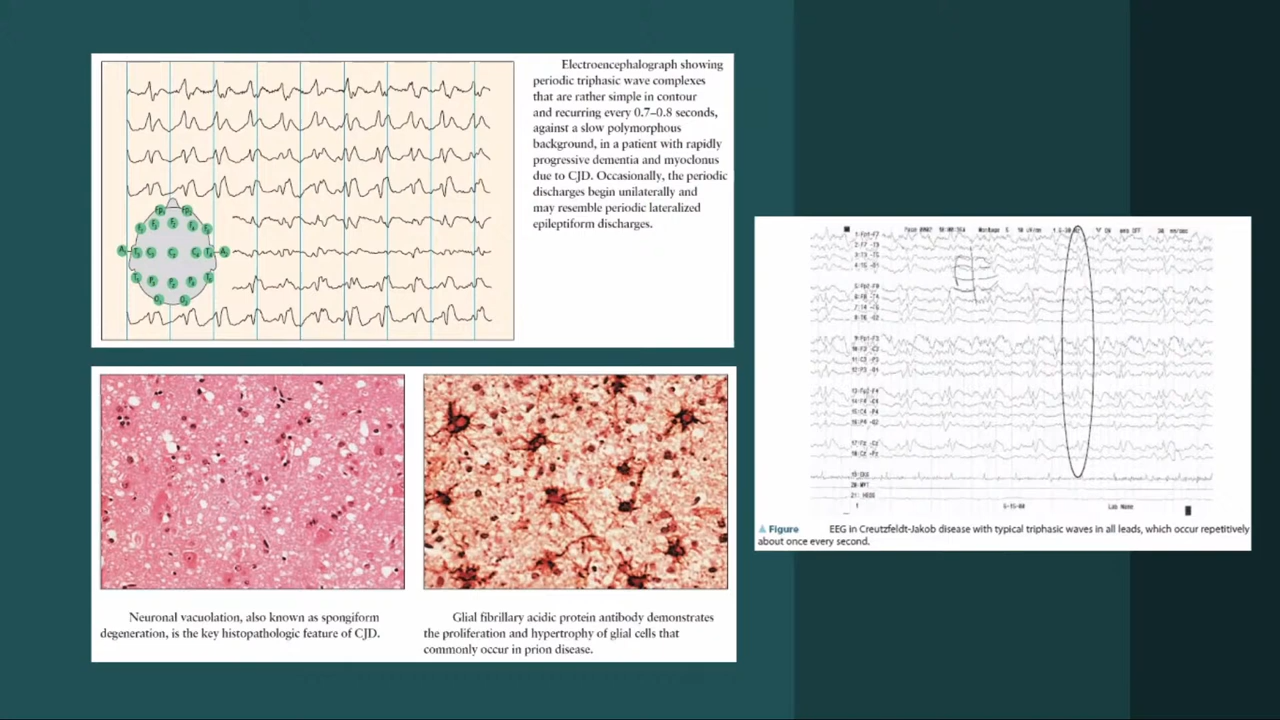 Electroencephalograph showing
periodic triphasic wave complexes
that are rather simple in contour
and recurring every 0.7–0.8 seconds,
against a slow polymorphous
background, in a patient with rapidly
progressive dementia and myoclonus
due to CJD. Occasionally, the periodic
discharges begin unilaterally and
may resemble periodic lateralized
epileptiform discharges.
Neuronal vacuolation, also known as spongiform
degeneration, is the key histopathologic feature of CJD.
Glial fibrillary acidic protein antibody demonstrates
the proliferation and hypertrophy of glial cells that
commonly occur in prion disease.
Figure EEG in Creutzfeldt-Jakob disease with typical triphasic waves in all leads, which occur repetitively
about once every second.